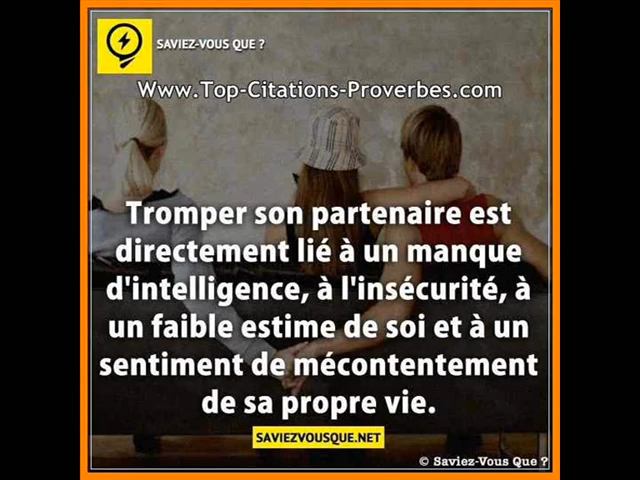 SAVIEZ-VOUS QUE ?
Www.Top-Citations-Proverbes.com
Tromper son partenaire est
directement lié à un manque
d'intelligence, à l'insécurité, à
un faible estime de soi et à un
sentiment de mécontentement
de sa propre vie.
SAVIEZVOUSQUE.NET
© Saviez-Vous Que ?